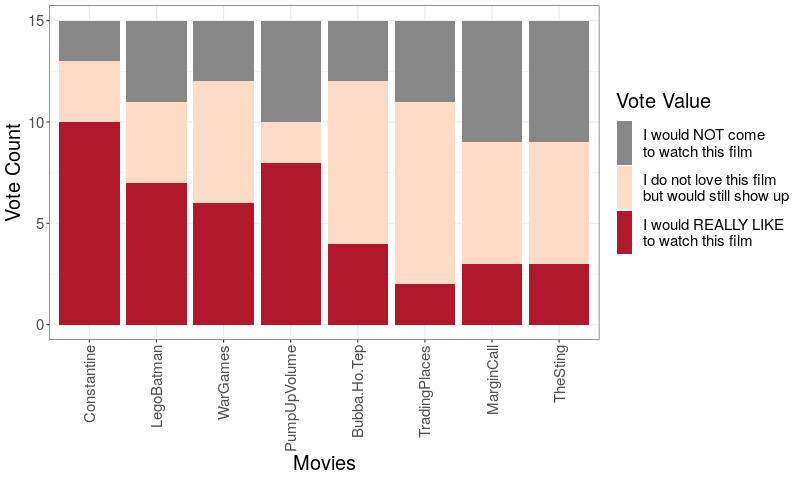 Vote Count
15
10
5
0
Constantine
LegoBatman
WarGames
PumpUpVolume
Bubba.Ho.Tep
TradingPlaces
MarginCall
TheSting
Movies
Vote Value
I would NOT come
to watch this film
I do not love this film
but would still show up
I would REALLY LIKE
to watch this film